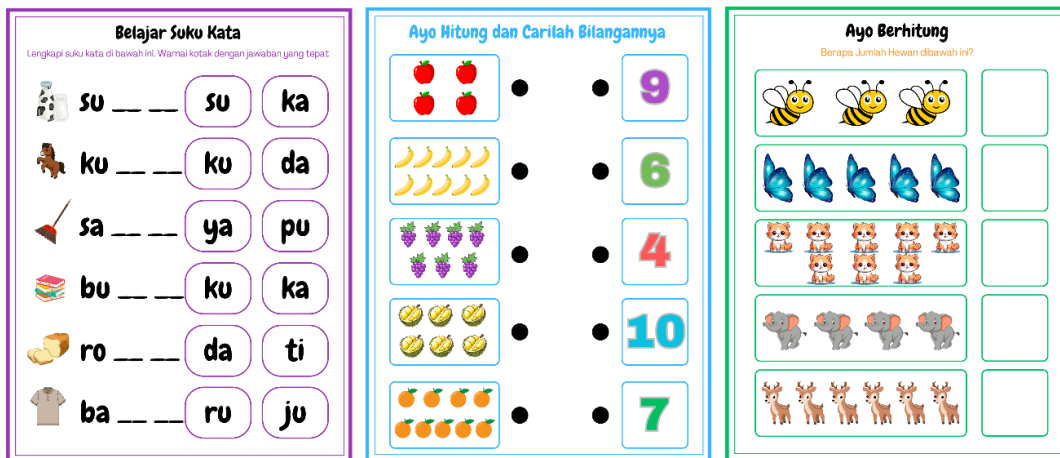 Belajar Suku Kata
Lengkapi suku kata di bawah ini. Warnai kotak dengan jawaban yang tepat
su __ __ su ka
ku __ __ ku da
sa __ __ ya pu
bu __ __ ku ka
ro __ __ da ti
ba __ __ ru ju
Ayo Hitung dan Carilah Bilangannya
9
6
4
10
7
Ayo Berhitung
Berapa Jumlah Hewan dibawah ini?